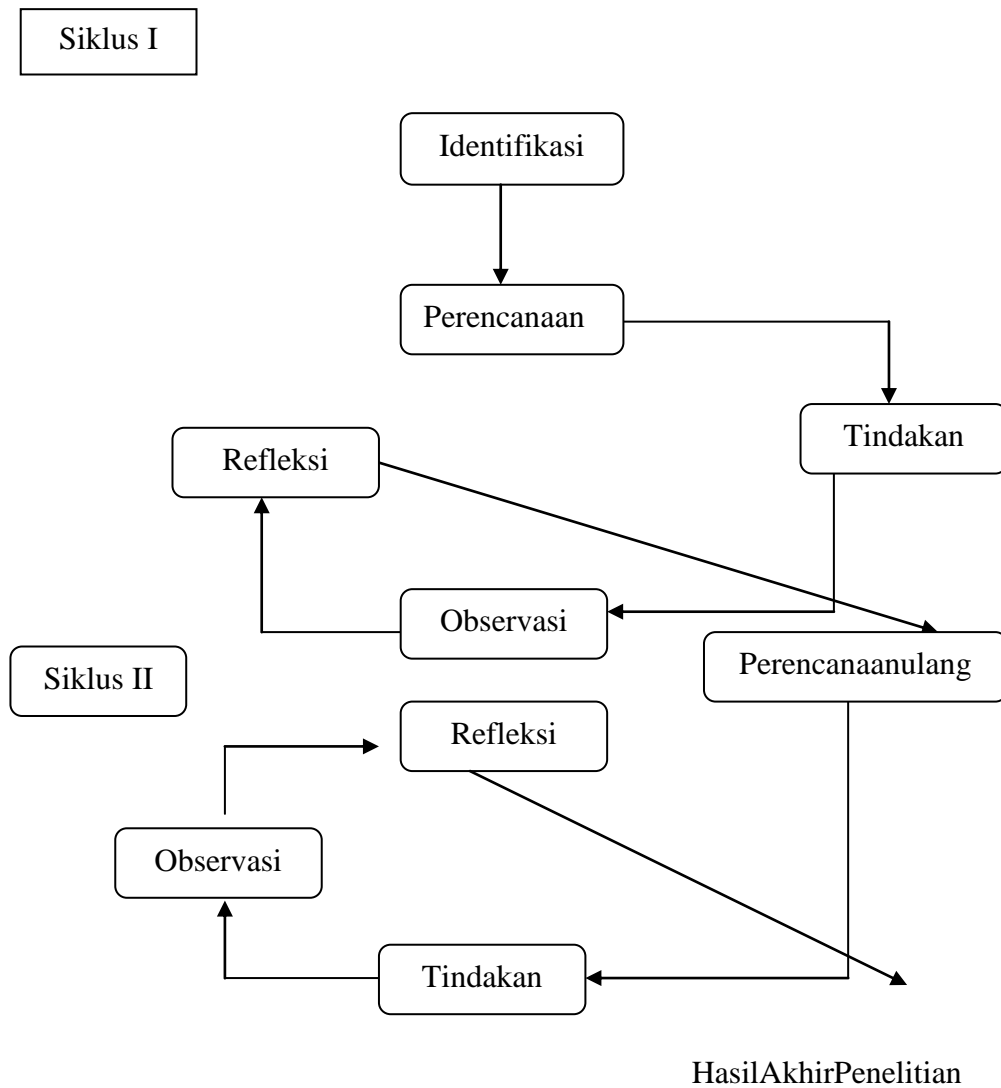 Siklus I
Identifikasi
Perencanaan
Tindakan
Refleksi
Observasi
Perencanaanulang
Siklus II
Refleksi
Observasi
Tindakan
HasilAkhirPenelitian